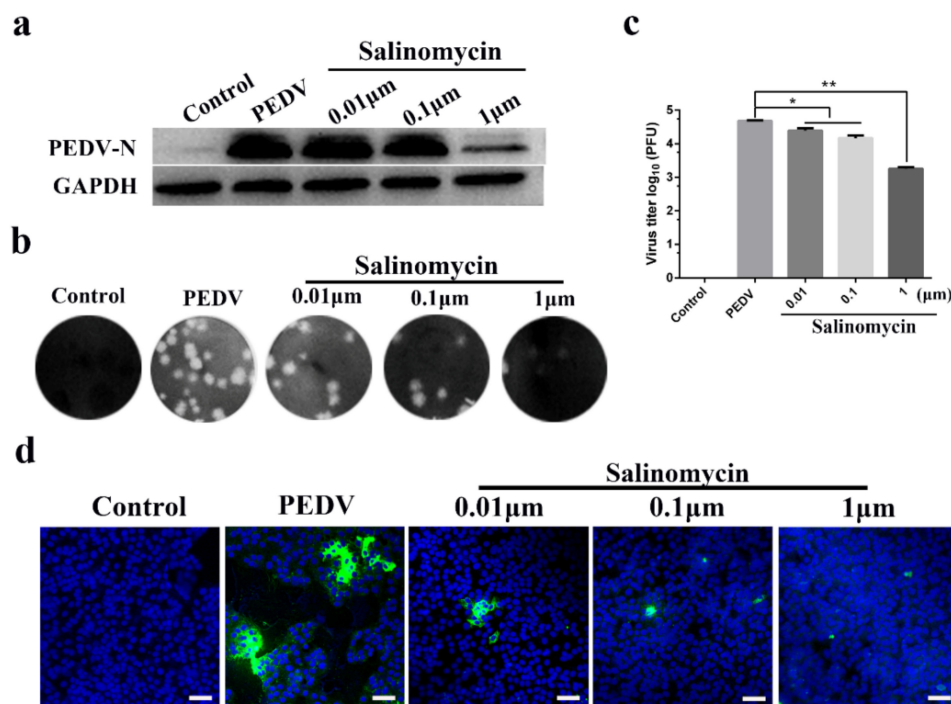 a
Salinomycin
Control PEDV 0.01μm 0.1μm 1μm
PEDV-N
GAPDH
b
Salinomycin
Control PEDV 0.01μm 0.1μm 1μm
c
**
*
Virus titer log10 (PFU)
5
4
3
2
1
0
Control PEDV 0.01 0.1 1 (μm)
Salinomycin
d
Salinomycin
Control PEDV 0.01μm 0.1μm 1μm